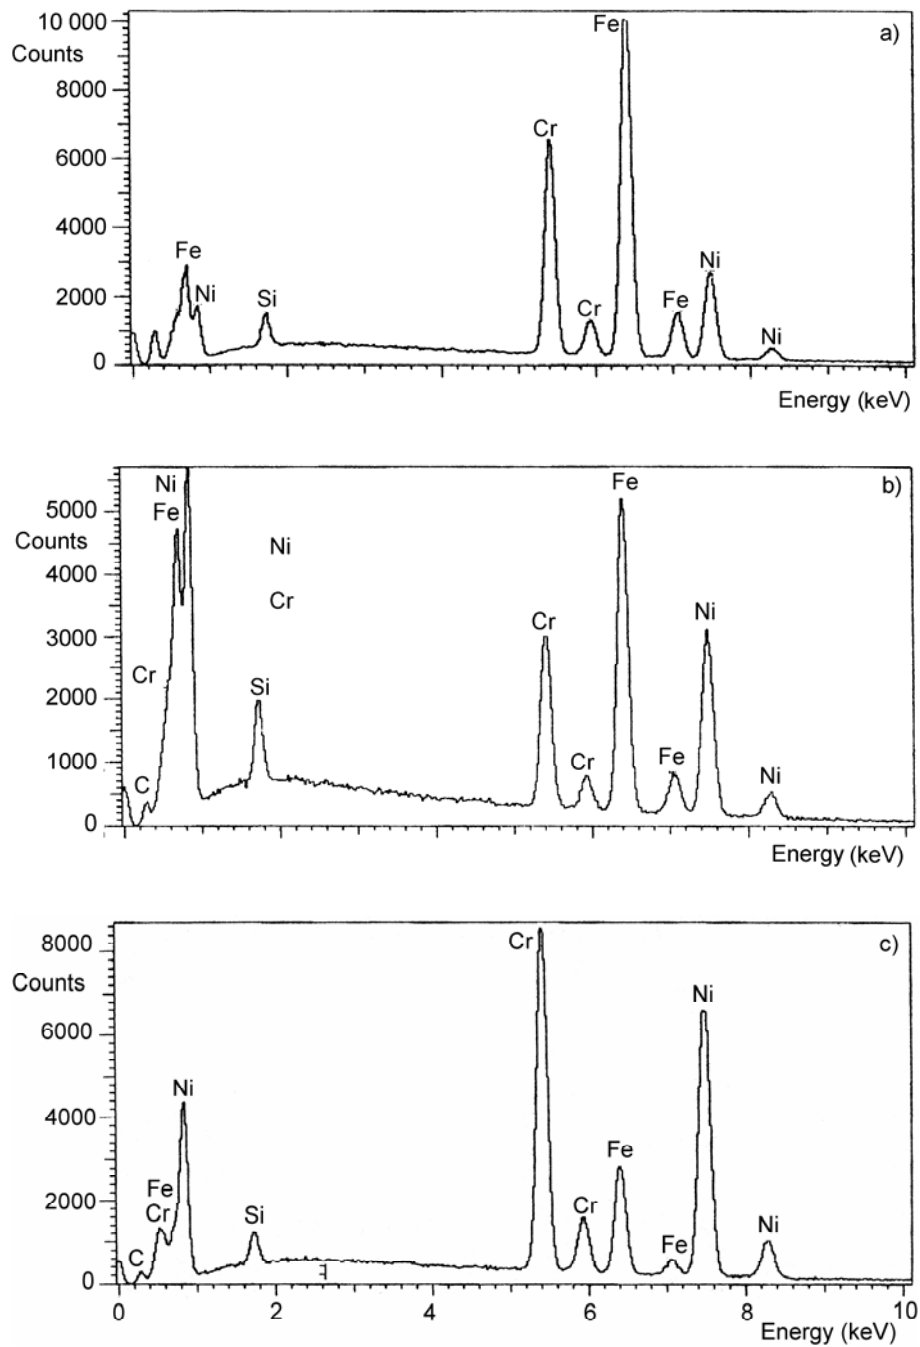 10 000
Fe
a)
Counts
8000
Cr
6000
4000
Fe
Ni
Ni
Si
2000
Cr
Fe
Ni
0
Energy (keV)
Ni
Fe
b)
Fe
5000
Counts
Ni
4000
Cr
Ni
Cr
3000
Cr
Si
2000
1000
C
Cr
Fe
Ni
0
Energy (keV)
8000
Cr
c)
Counts
Ni
6000
Ni
4000
Fe
Fe
2000
Cr
Si
Cr
Ni
C
Fe
0
0 2 4 6 8 10
Energy (keV)